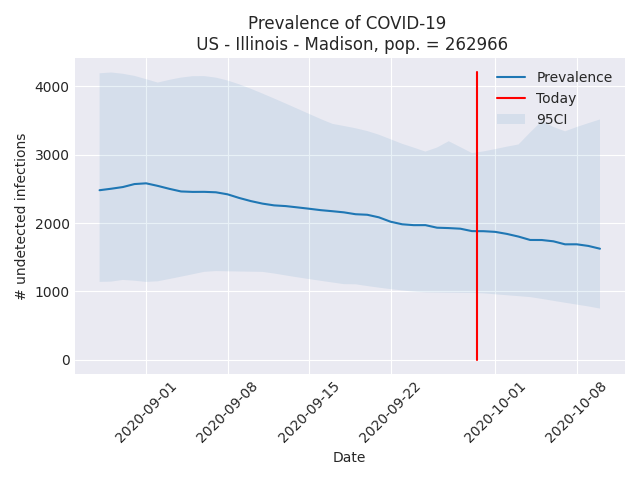 Prevalence of COVID-19
US - Illinois - Madison, pop. = 262966
Prevalence
Today
95CI
# undetected infections
4000
3000
2000
1000
0
2020-09-01
2020-09-08
2020-09-15
2020-09-22
2020-10-01
2020-10-08
Date